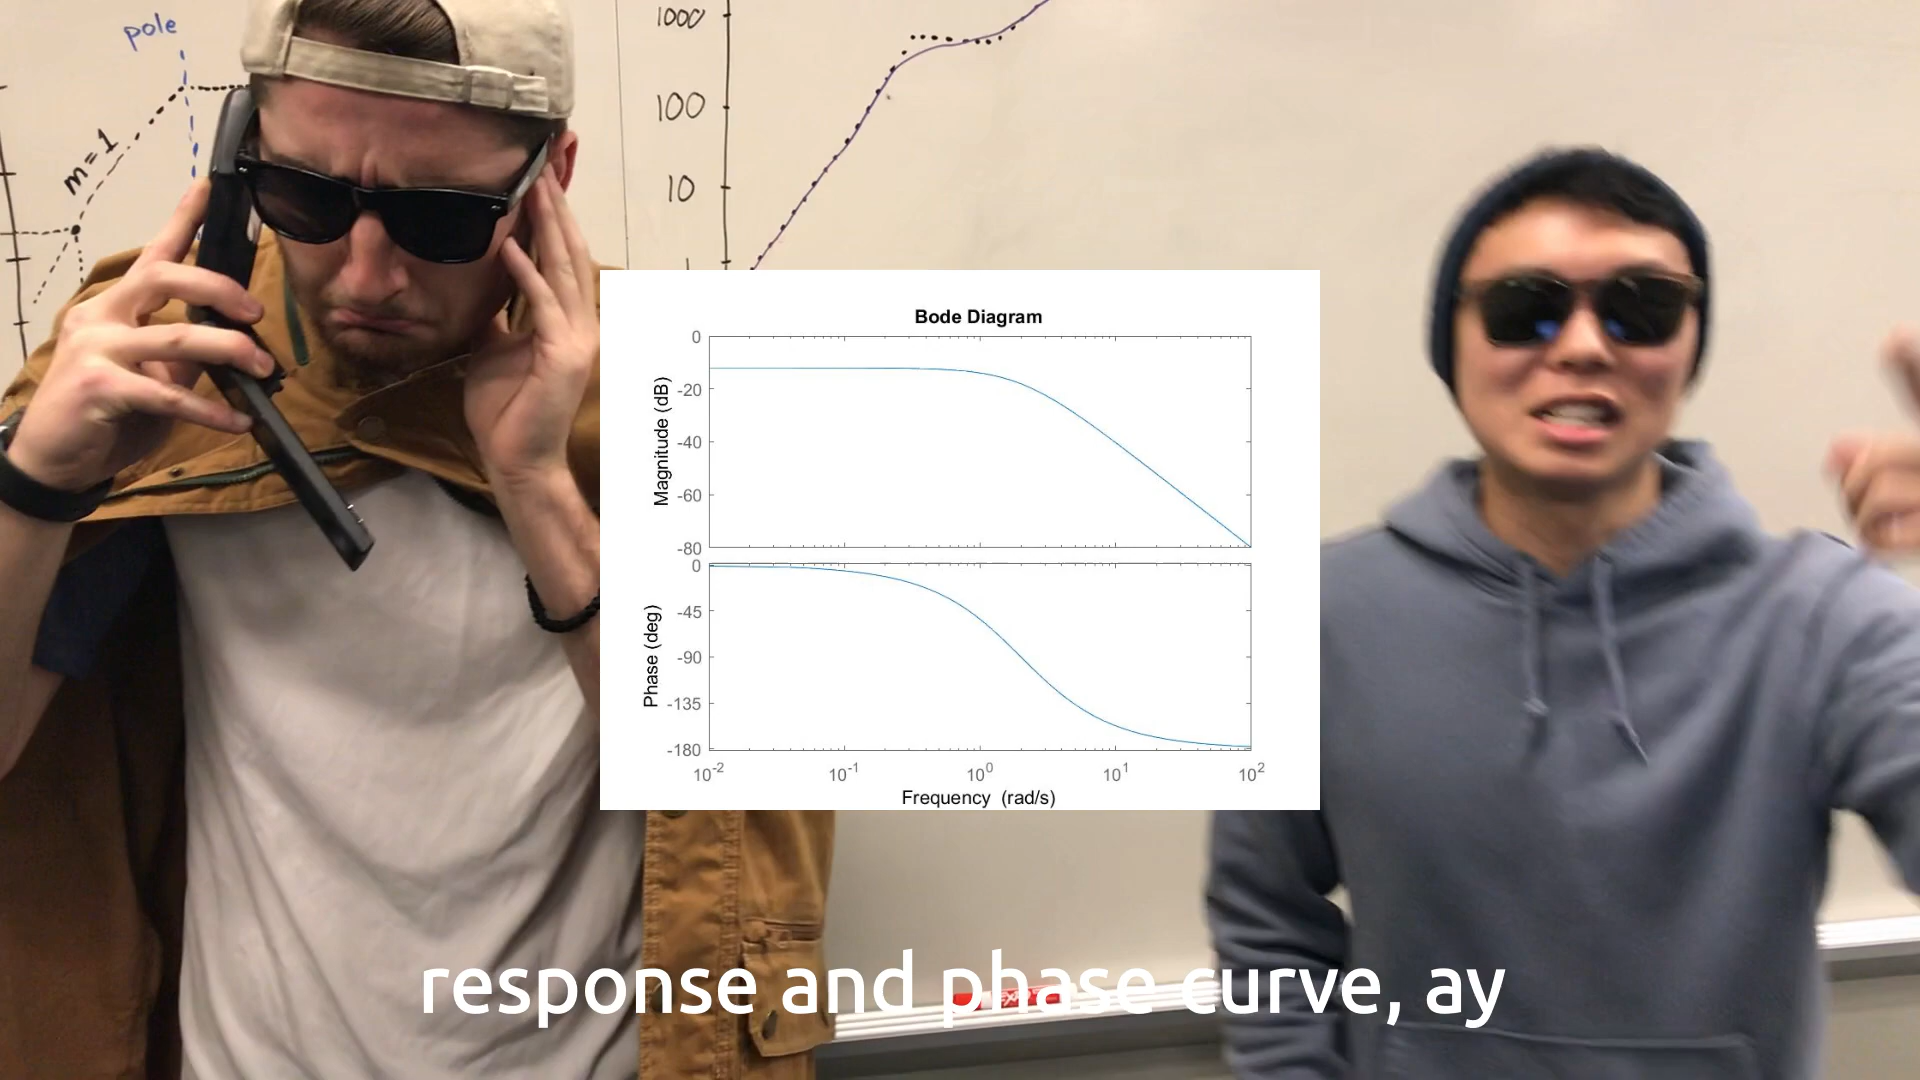 pole
m=1
1000
100
10
1
Bode Diagram
Magnitude (dB)
0
-20
-40
-60
-80
Phase (deg)
0
-45
-90
-135
-180
10^-2 10^-1 10^0 10^1 10^2
Frequency (rad/s)
EXPO
response and phase curve, ay